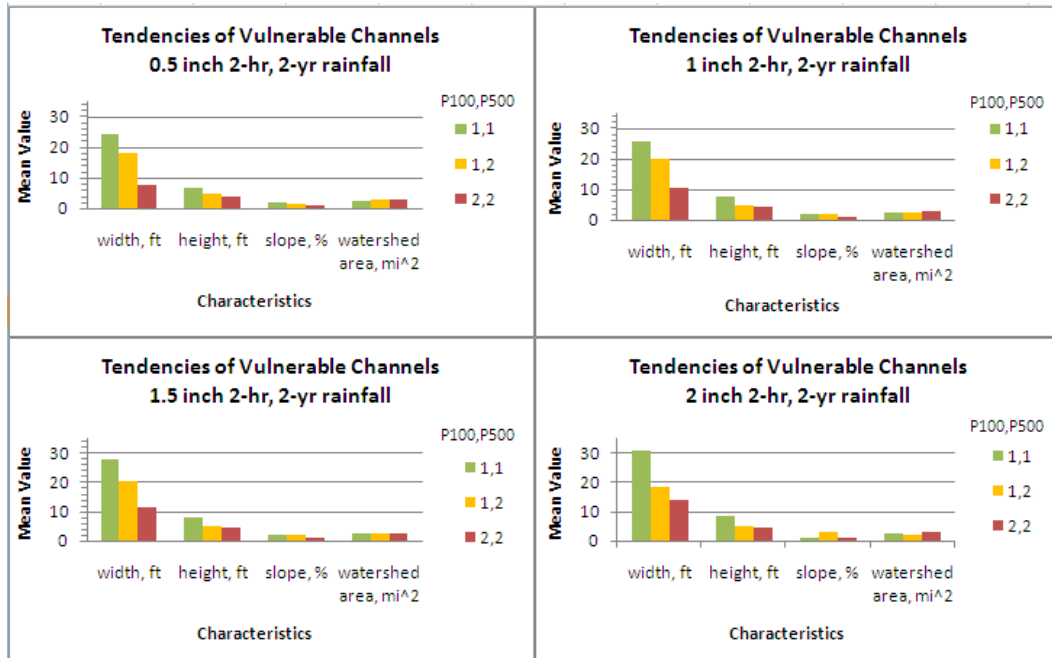 Tendencies of Vulnerable Channels
0.5 inch 2-hr, 2-yr rainfall
P100,P500
30
20
10
0
Mean Value
1,1
1,2
2,2
width, ft height, ft slope, % watershed
area, mi^2
Characteristics
Tendencies of Vulnerable Channels
1 inch 2-hr, 2-yr rainfall
P100,P500
30
20
10
0
Mean Value
1,1
1,2
2,2
width, ft height, ft slope, % watershed
area, mi^2
Characteristics
Tendencies of Vulnerable Channels
1.5 inch 2-hr, 2-yr rainfall
P100,P500
30
20
10
0
Mean Value
1,1
1,2
2,2
width, ft height, ft slope, % watershed
area, mi^2
Characteristics
Tendencies of Vulnerable Channels
2 inch 2-hr, 2-yr rainfall
P100,P500
30
20
10
0
Mean Value
1,1
1,2
2,2
width, ft height, ft slope, % watershed
area, mi^2
Characteristics